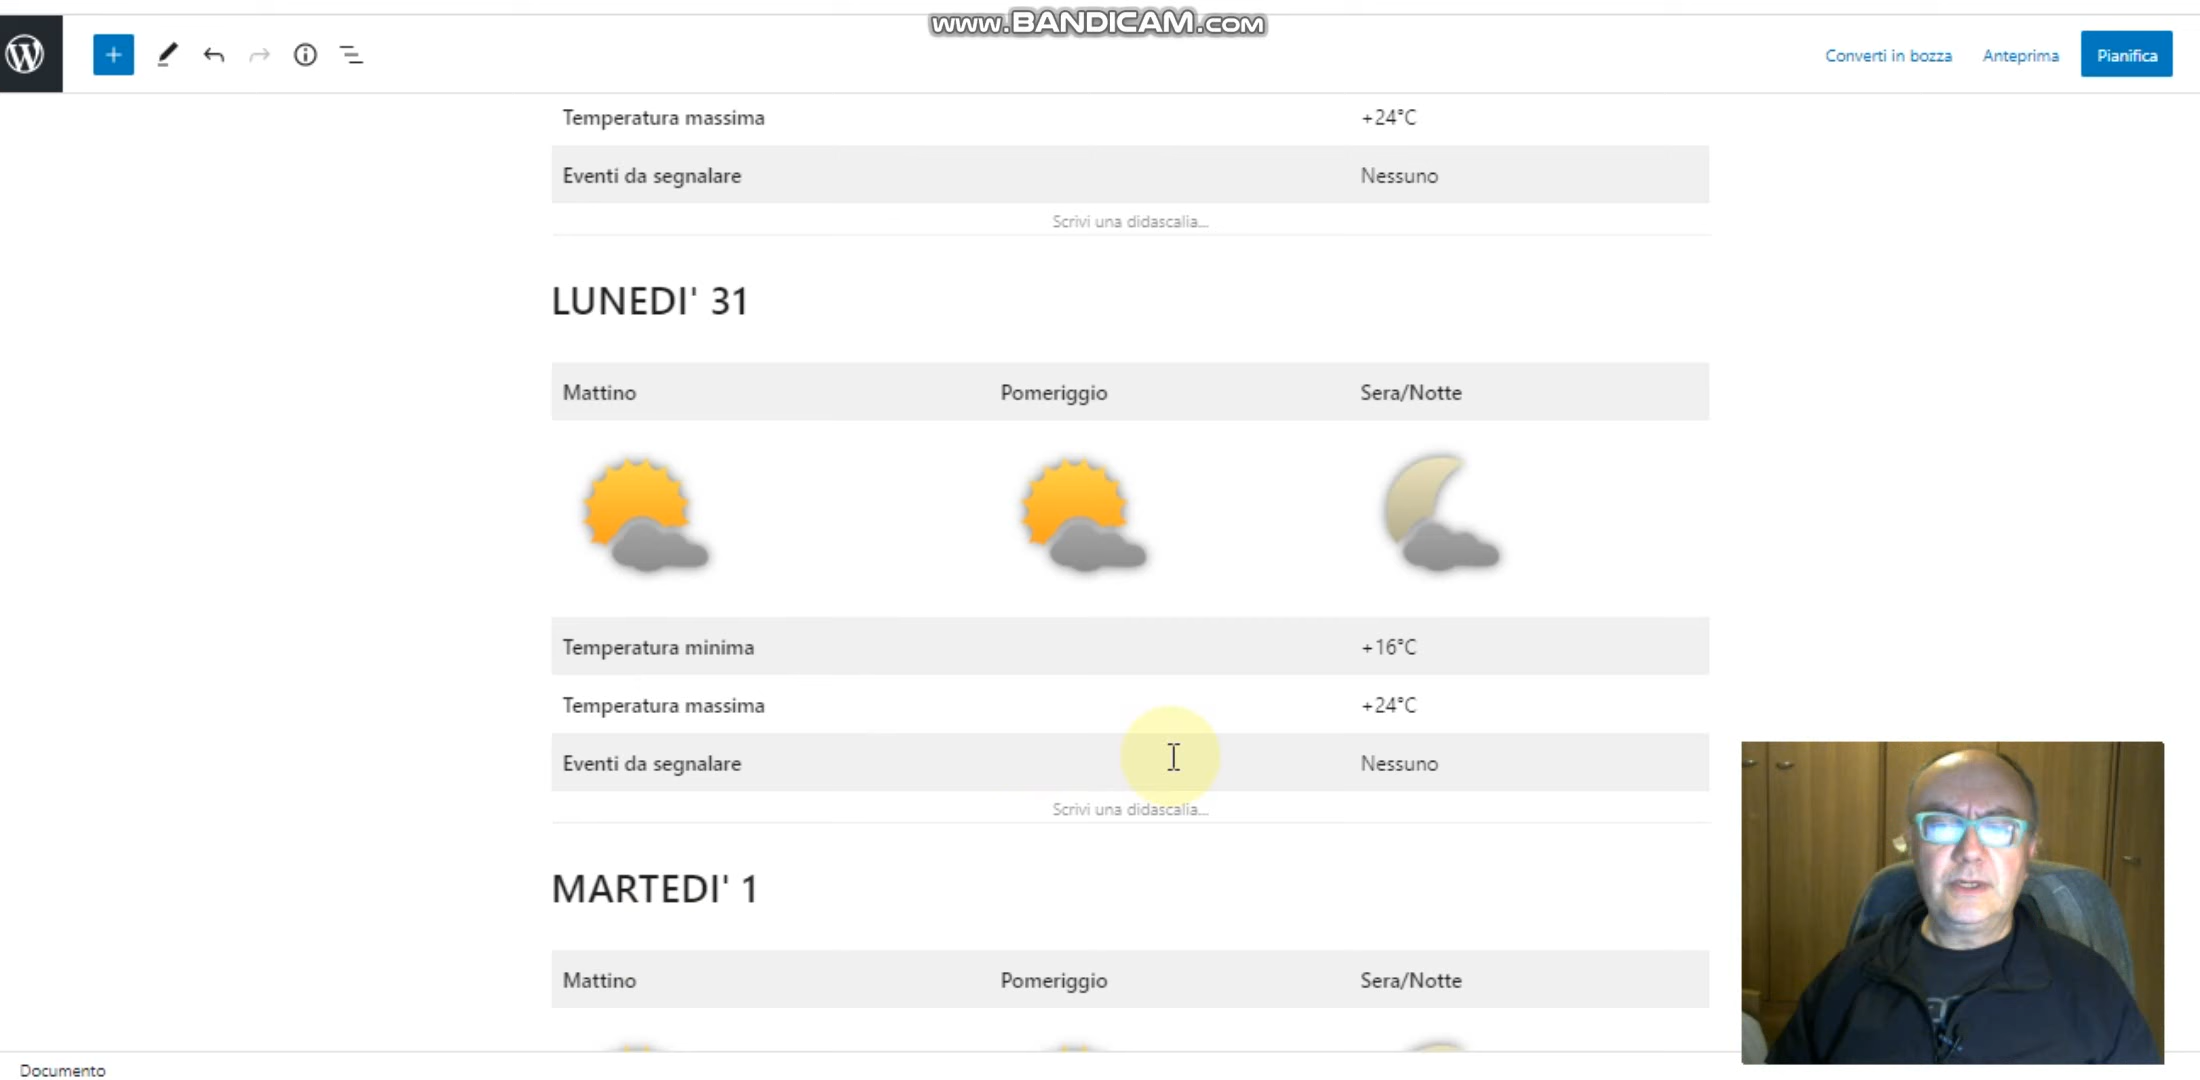 www.BANDICAM.com
Converti in bozza Anteprima Pianifica
Temperatura massima +24°C
Eventi da segnalare Nessuno
Scrivi una didascalia...
LUNEDI' 31
Mattino Pomeriggio Sera/Notte
Temperatura minima +16°C
Temperatura massima +24°C
Eventi da segnalare Nessuno
Scrivi una didascalia...
MARTEDI' 1
Mattino Pomeriggio Sera/Notte
Documento